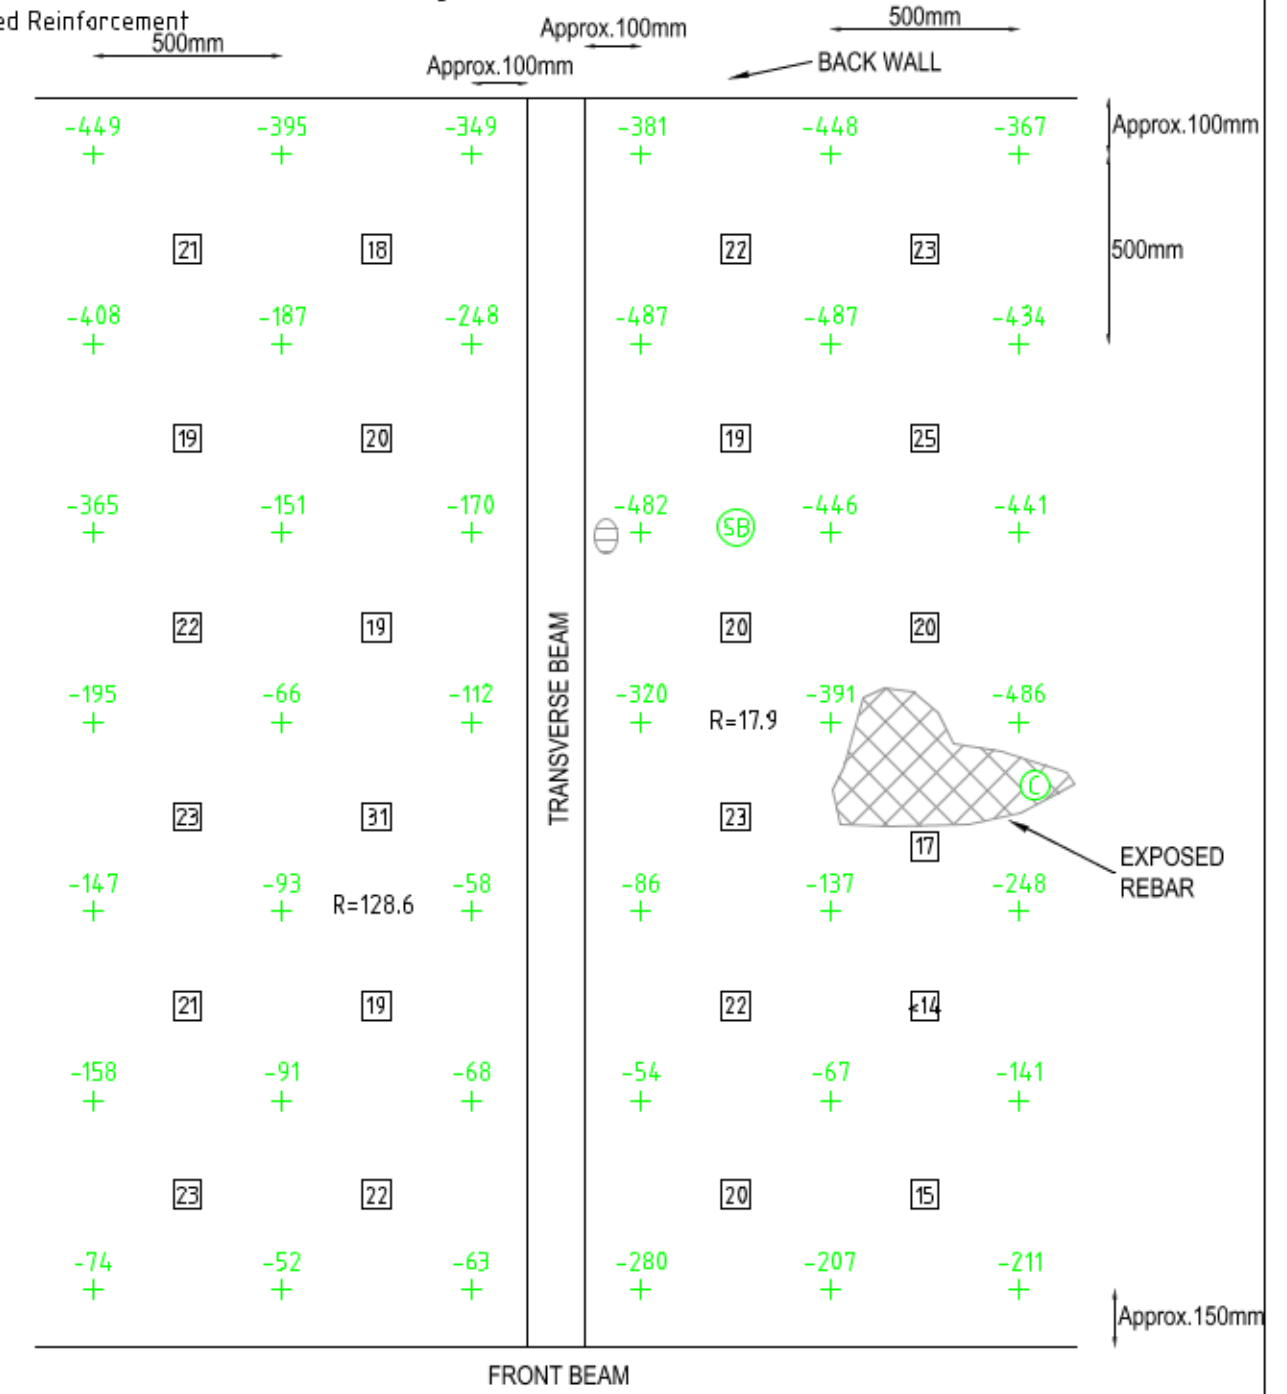 ed Reinforcement
500mm
Approx.100mm
Approx.100mm
500mm
BACK WALL
-449 -395 -349 -381 -448 -367
Approx.100mm
21 18 22 23
500mm
-408 -187 -248 -487 -487 -434
19 20 19 25
-365 -151 -170 -482 -446 -441
SB
22 19 20 20
TRANSVERSE BEAM
-195 -66 -112 -320 -391 -486
R=17.9
C
23 31 23 17
EXPOSED
REBAR
-147 -93 -58 -86 -137 -248
R=128.6
21 19 22 <14
-158 -91 -68 -54 -67 -141
23 22 20 15
-74 -52 -63 -280 -207 -211
Approx.150mm
FRONT BEAM